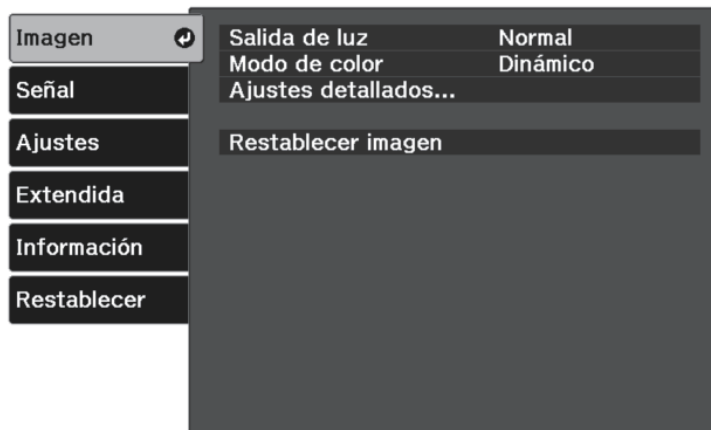 Imagen
Señal
Ajustes
Extendida
Información
Restablecer
Salida de luz Normal
Modo de color Dinámico
Ajustes detallados...
Restablecer imagen